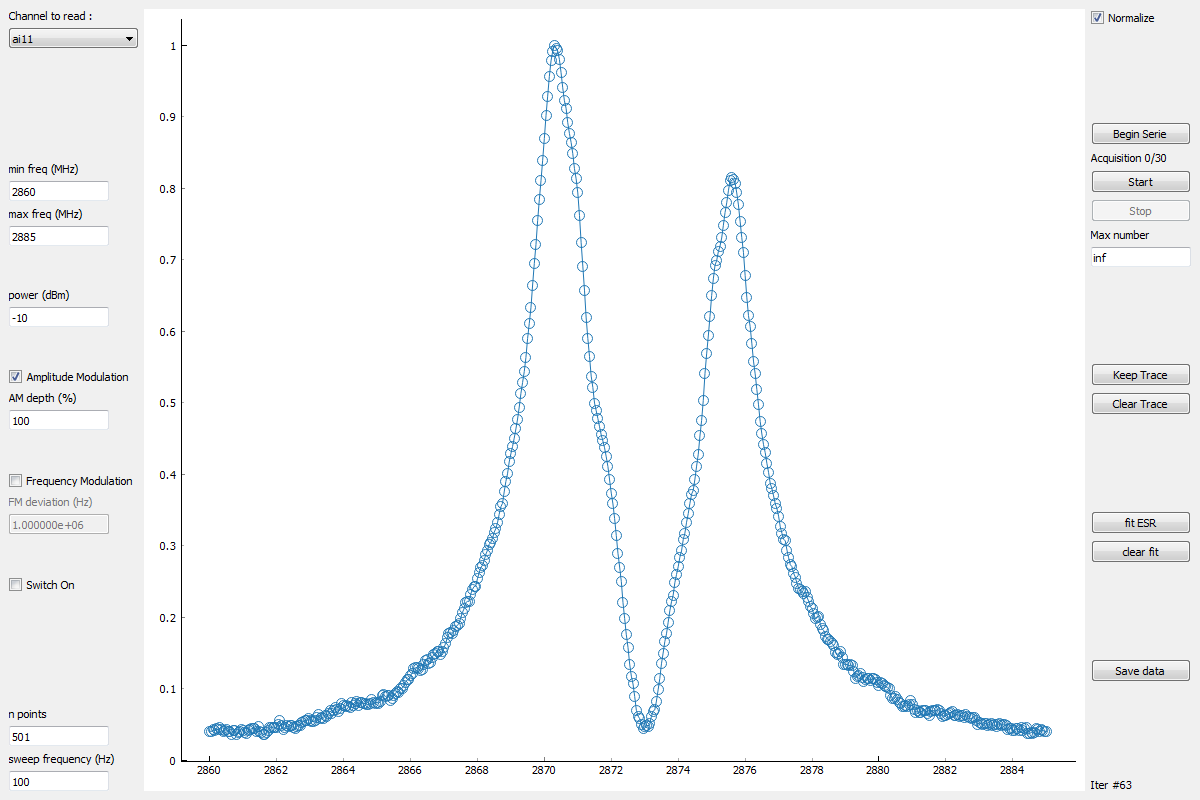 Channel to read :
ai11
min freq (MHz)
2860
max freq (MHz)
2885
power (dBm)
-10
Amplitude Modulation
AM depth (%)
100
Frequency Modulation
FM deviation (Hz)
1.000000e+06
Switch On
n points
501
sweep frequency (Hz)
100
1
0.9
0.8
0.7
0.6
0.5
0.4
0.3
0.2
0.1
0
2860 2862 2864 2866 2868 2870 2872 2874 2876 2878 2880 2882 2884
Normalize
Begin Serie
Acquisition 0/30
Start
Stop
Max number
inf
Keep Trace
Clear Trace
fit ESR
clear fit
Save data
Iter #63